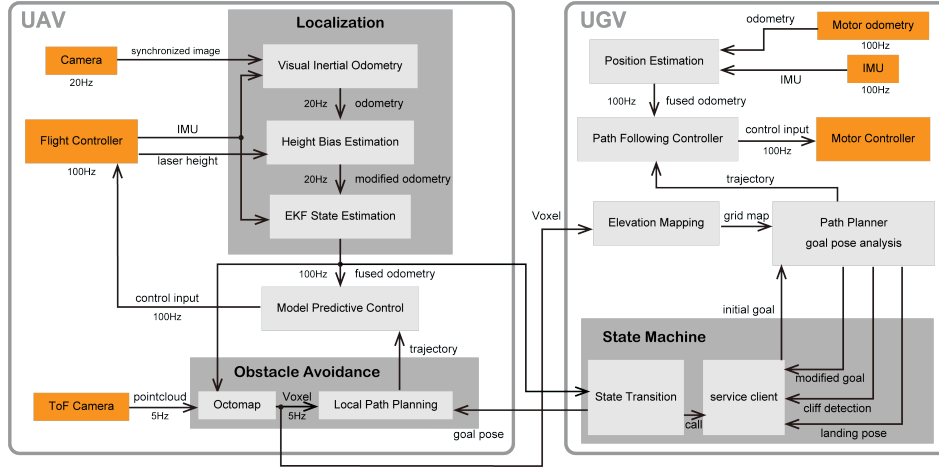 UAV
Localization
Camera
20Hz
synchronized image
Visual Inertial Odometry
20Hz
odometry
Flight Controller
100Hz
IMU
laser height
Height Bias Estimation
20Hz
modified odometry
EKF State Estimation
100Hz
fused odometry
control input
100Hz
Model Predictive Control
trajectory
Obstacle Avoidance
ToF Camera
pointcloud
5Hz
Octomap
Voxel
5Hz
Local Path Planning
goal pose
UGV
odometry
Motor odometry
100Hz
Position Estimation
IMU
IMU
100Hz
100Hz
fused odometry
Path Following Controller
control input
100Hz
Motor Controller
trajectory
Voxel
Elevation Mapping
grid map
Path Planner
goal pose analysis
initial goal
State Machine
State Transition
call
service client
modified goal
cliff detection
landing pose